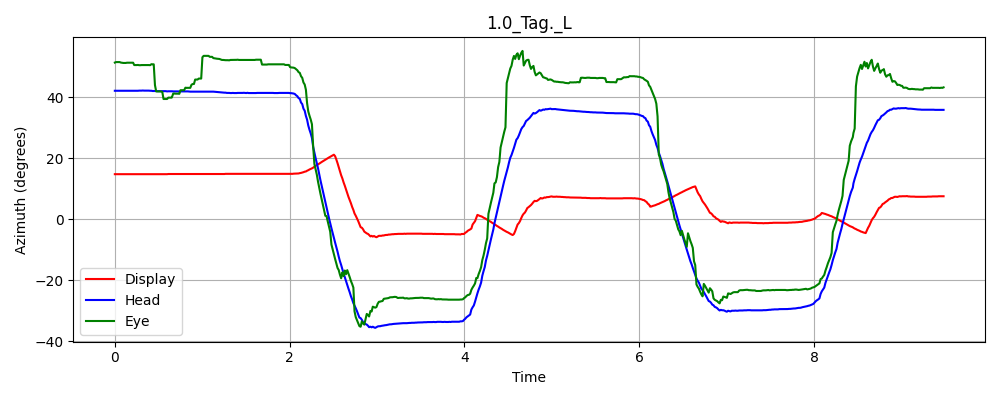 1.0_Tag._L
Azimuth (degrees)
40
20
0
−20
−40
Display
Head
Eye
0 2 4 6 8
Time